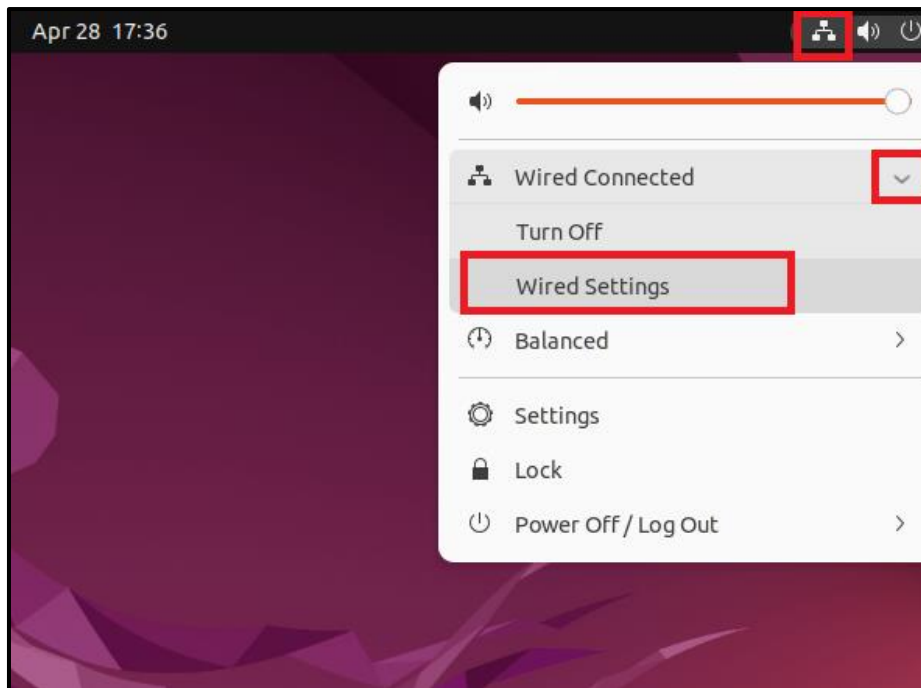 Apr 28 17:36
Wired Connected
Turn Off
Wired Settings
Balanced
Settings
Lock
Power Off / Log Out